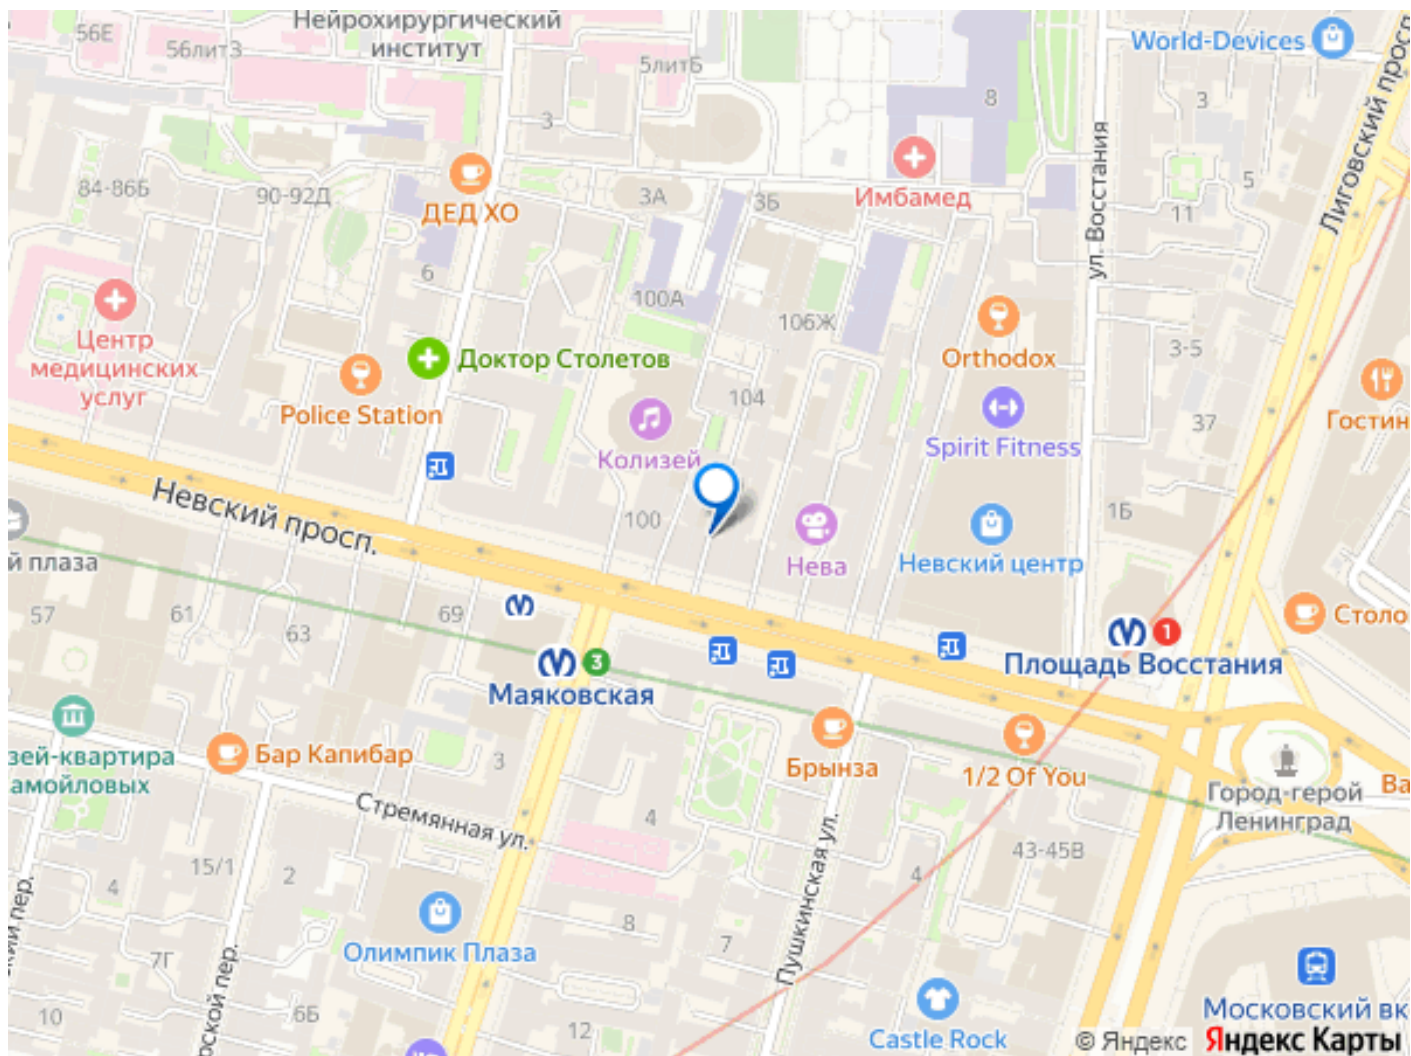 Нейрохирургический
институт
56Е
56литЗ
5литБ
World-Devices
8
3
3
Лиговский просп
84-86Б
90-92Д
ДЕД ХО
3А
3Б
Имбамед
5
11
ул. Восстания
6
100А
106Ж
Центр
медицинских
услуг
Доктор Столетов
Police Station
Orthodox
3-5
104
Spirit Fitness
37
Гостин
Колизей
Невский просп.
100
Нева
Невский центр
1Б
й плаза
57
61
63
69
Маяковская
3
Площадь Восстания
1
Столо
зей-квартира
амойловых
Бар Капибар
3
Брынза
1/2 Of You
Город-герой
Ленинград
Ва
Стремянная ул.
4
15/1
2
4
43-45В
4
Пушкинская ул.
8
7
Олимпик Плаза
7Г
ский пер.
рской пер.
10
6Б
12
Castle Rock
Московский вк
© Яндекс Яндекс Карты